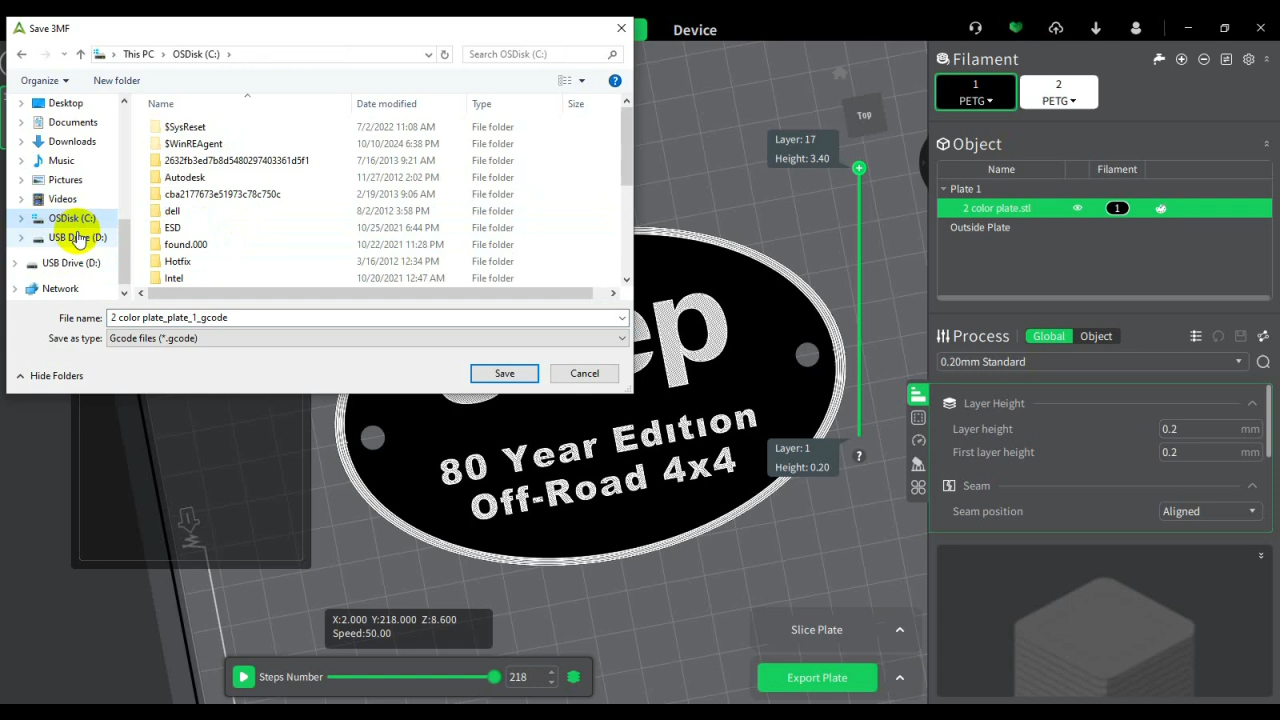 Save 3MF
This PC
OSDisk (C:)
Search OSDisk (C:)
Organize
New folder
Name
Date modified
Type
Size
Desktop
Documents
Downloads
Music
Pictures
Videos
OSDisk (C:)
USB Drive (D:)
USB Drive (D:)
Network
$SysReset 7/2/2022 11:08 AM File folder
$WinREAgent 10/10/2024 6:38 PM File folder
2632fb3ed7b8d5480297403361d5f1 7/16/2013 9:21 AM File folder
Autodesk 11/27/2012 2:02 PM File folder
cba2177673e51973c78c750c 2/19/2013 9:06 AM File folder
dell 8/2/2012 3:58 PM File folder
ESD 10/25/2021 6:44 PM File folder
found.000 10/22/2021 11:28 PM File folder
Hotfix 3/16/2012 12:34 PM File folder
Intel 10/20/2021 12:47 AM File folder
File name: 2 color plate_plate_1_gcode
Save as type: Gcode files (*.gcode)
Hide Folders
Save
Cancel
Device
Top
Layer: 17
Height: 3.40
80 Year Edition
Off-Road 4x4
Layer: 1
Height: 0.20
?
X:2.000 Y:218.000 Z:8.600
Speed:50.00
Steps Number
218
Slice Plate
Export Plate
Filament
1
PETG
2
PETG
Object
Name
Filament
Plate 1
2 color plate.stl
1
Outside Plate
Process
Global
Object
0.20mm Standard
Layer Height
Layer height 0.2 mm
First layer height 0.2 mm
Seam
Seam position Aligned